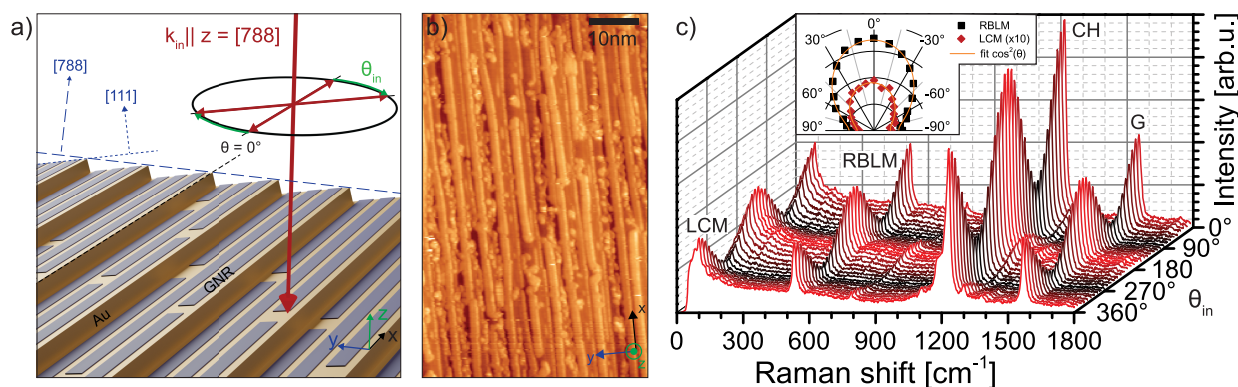 a)
k_in|| z = [788]
[788]
[111]
θ_in
θ = 0°
GNR
Au
z
x
y
b)
10nm
x
y
z
c)
0°
30°
-30°
60°
-60°
90°
-90°
RBLM
LCM (x10)
fit cos²(θ)
CH
G
RBLM
LCM
Intensity [arb.u.]
0°
90°
180
270°
360°
θ_in
0 300 600 900 1200 1500 1800
Raman shift [cm⁻¹]